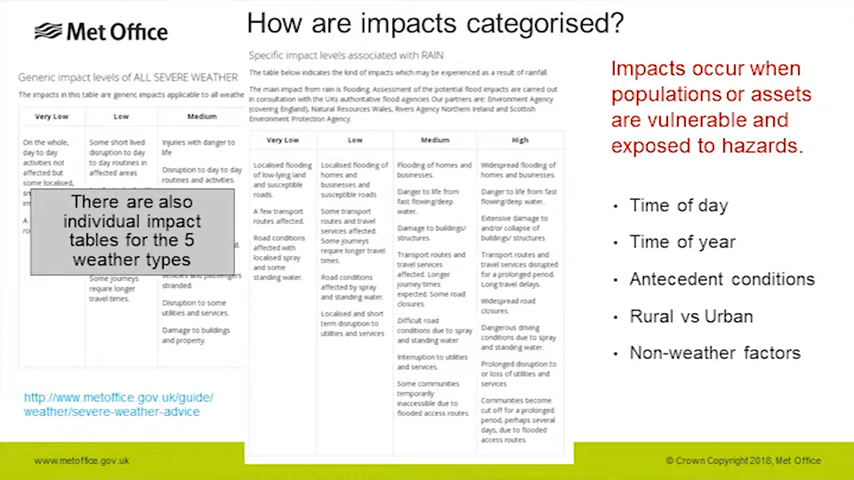 Met Office
How are impacts categorised?
Generic impact levels of ALL SEVERE WEATHER
The impacts in this table are generic impacts applicable to all weathe
Very Low
Low
Medium
On the whole,
day to day
activities not
affected but
some localised,
Some short lived
disruption to day
to day routines in
affected areas
Some journeys
require longer
travel times.
Injuries with danger to
life
Disruption to day to day
routines and activities.
vehicles and passengers
stranded.
Disruption to some
utilities and services.
Damage to buildings
and property.
There are also
individual impact
tables for the 5
weather types
http://www.metoffice.gov.uk/guide/
weather/severe-weather-advice
Specific impact levels associated with RAIN
The table below indicates the kind of impacts which may be experienced as a result of rainfall.
The main impact from rain is flooding. Assessment of the potential flood impacts are carried out
in consultation with the UKs authoritative flood agencies Our partners are: Environment Agency
(covering England), Natural Resources Wales, Rivers Agency Northern Ireland and Scottish
Environment Protection Agency.
Very Low
Low
Medium
High
Localised flooding
of low-lying land
and susceptible
roads.
A few transport
routes affected.
Road conditions
affected with
localised spray
and some
standing water.
Localised flooding of
homes and
businesses and
susceptible roads
Some transport
routes and travel
services affected.
Some journeys
require longer travel
times.
Road conditions
affected by spray
and standing water.
Localised and short
term disruption to
utilities and services
Flooding of homes and
businesses.
Danger to life from
fast flowing/deep
water.
Damage to buildings/
structures.
Transport routes and
travel services
affected. Longer
journey times
expected. Some road
closures.
Difficult road
conditions due to spray
and standing water
Interruption to utilities
and services.
Some communities
temporarily
inaccessible due to
flooded access routes.
Widespread flooding of
homes and businesses.
Danger to life from fast
flowing/deep water.
Extensive damage to
and/or collapse of
buildings/ structures
Transport routes and
travel services disrupted
for a prolonged period.
Long travel delays.
Widespread road
closures.
Dangerous driving
conditions due to spray
and standing water.
Prolonged disruption to
or loss of utilities and
services
Communities become
cut off for a prolonged
period, perhaps several
days, due to flooded
access routes.
Impacts occur when
populations or assets
are vulnerable and
exposed to hazards.
• Time of day
• Time of year
• Antecedent conditions
• Rural vs Urban
• Non-weather factors
www.metoffice.gov.uk
© Crown Copyright 2018, Met Office